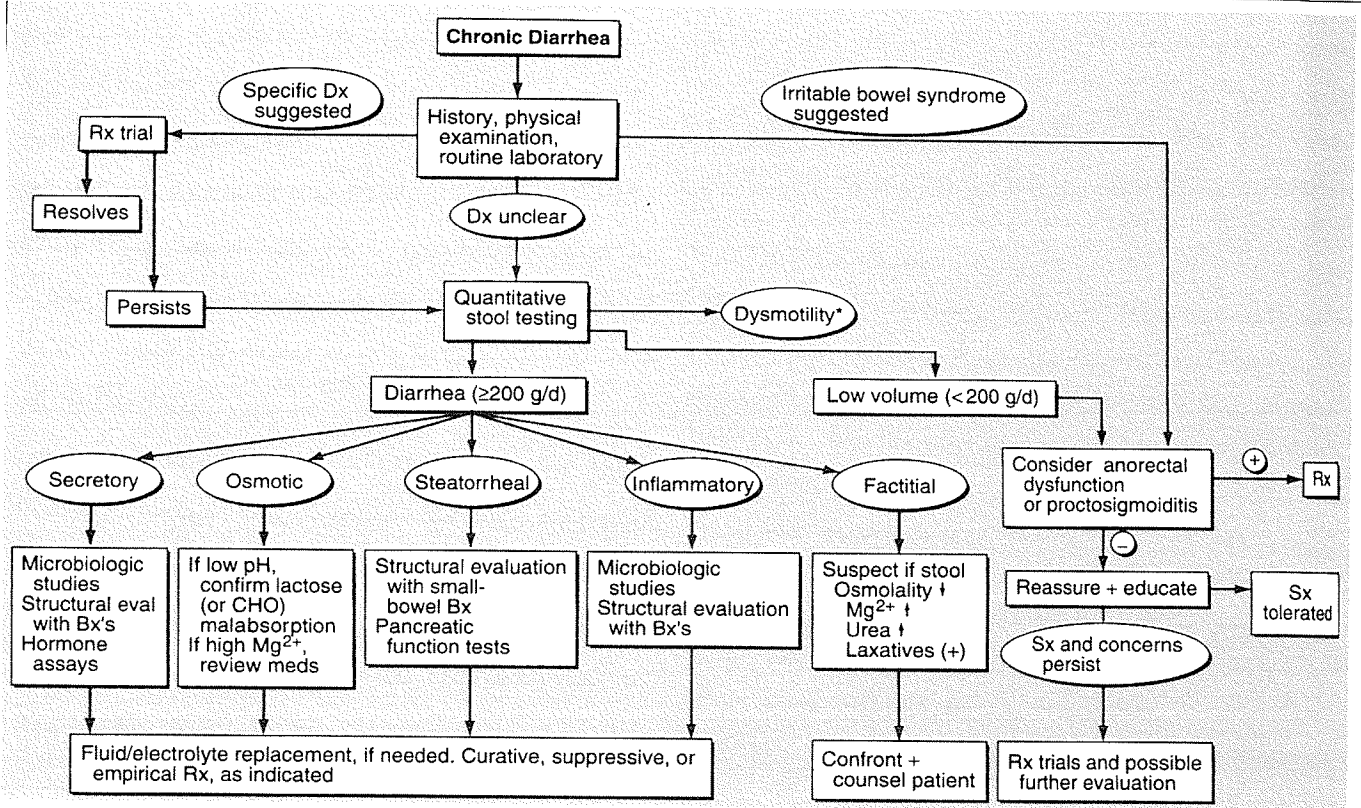 Chronic Diarrhea
Specific Dx
suggested
Irritable bowel syndrome
suggested
Rx trial
History, physical
examination,
routine laboratory
Resolves
Dx unclear
Persists
Quantitative
stool testing
Dysmotility*
Diarrhea (≥200 g/d)
Low volume (<200 g/d)
Secretory
Osmotic
Steatorrheal
Inflammatory
Factitial
Consider anorectal
dysfunction
or proctosigmoiditis
+
Rx
−
Microbiologic
studies
Structural eval
with Bx's
Hormone
assays
If low pH,
confirm lactose
(or CHO)
malabsorption
If high Mg²⁺,
review meds
Structural evaluation
with small-
bowel Bx
Pancreatic
function tests
Microbiologic
studies
Structural evaluation
with Bx's
Suspect if stool
Osmolality ↑
Mg²⁺ ↑
Urea ↑
Laxatives (+)
Reassure + educate
Sx
tolerated
Sx and concerns
persist
Fluid/electrolyte replacement, if needed. Curative, suppressive, or
empirical Rx, as indicated
Confront +
counsel patient
Rx trials and possible
further evaluation